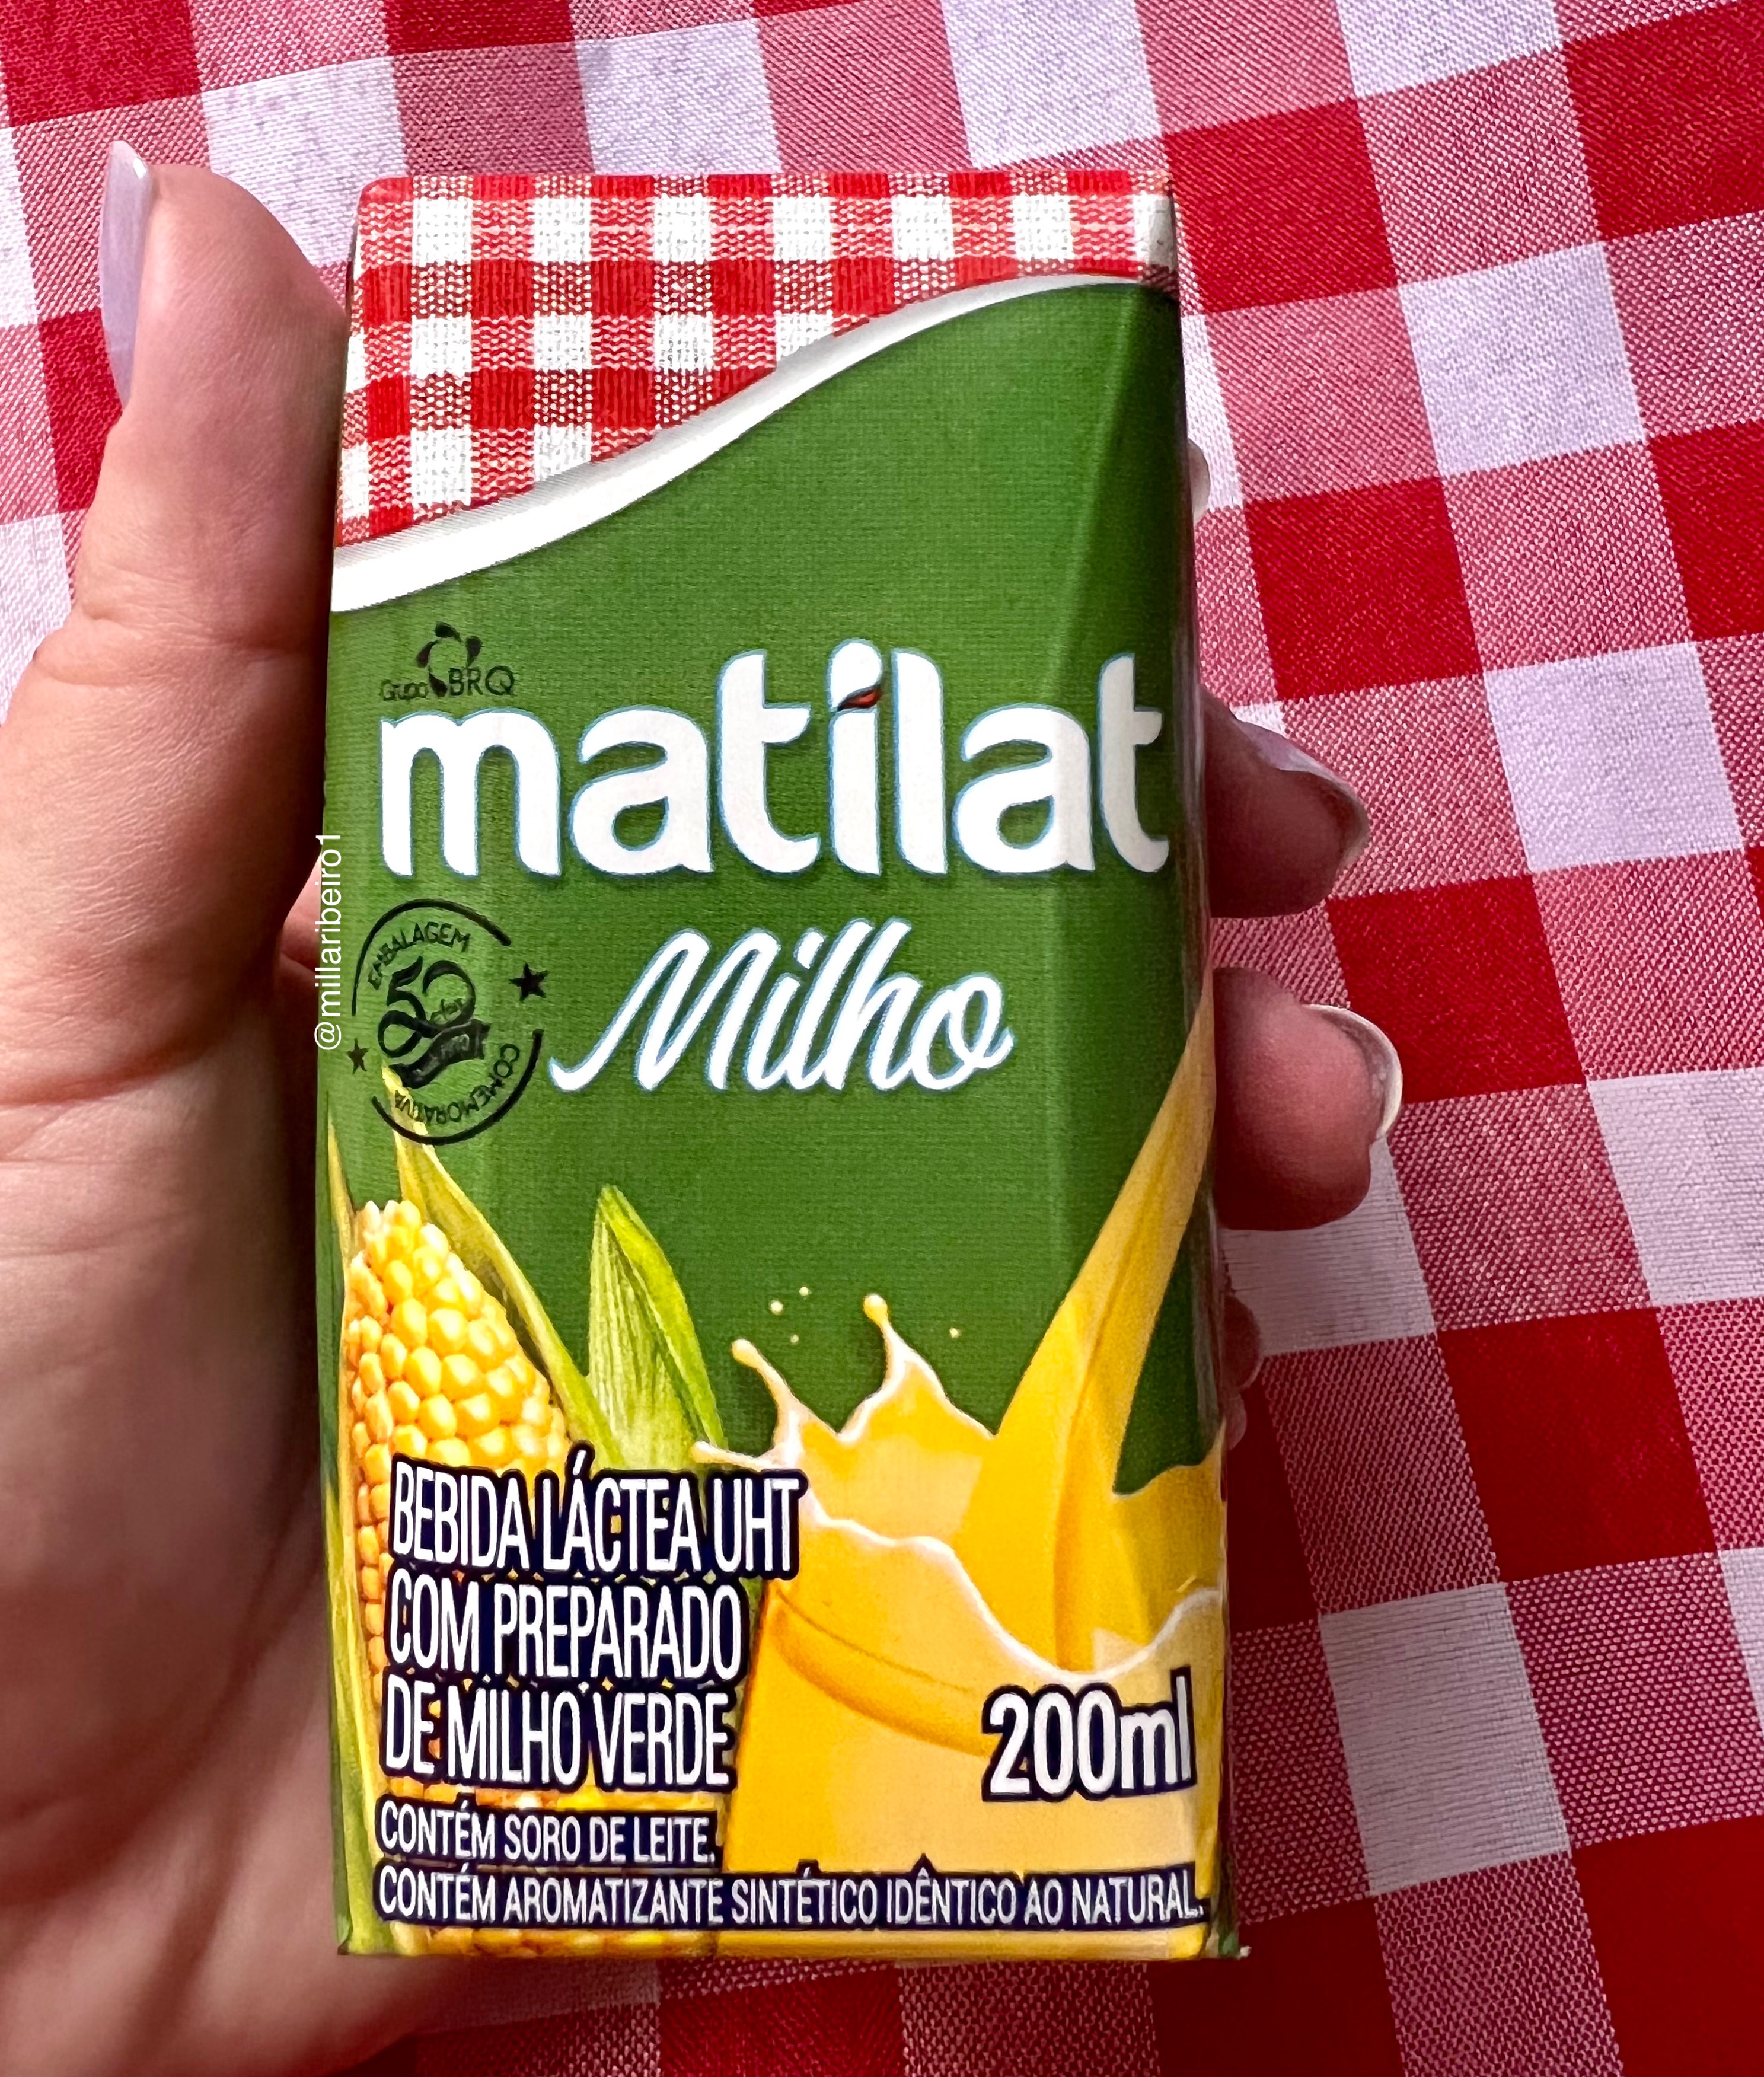 Grupo BRQ
matilat
EMBALAGEM
50
COMEMORATIVA
Milho
@millaribeiro1
BEBIDA LÁCTEA UHT
COM PREPARADO
DE MILHO VERDE
200ml
CONTÉM SORO DE LEITE.
CONTÉM AROMATIZANTE SINTÉTICO IDÊNTICO AO NATURAL.